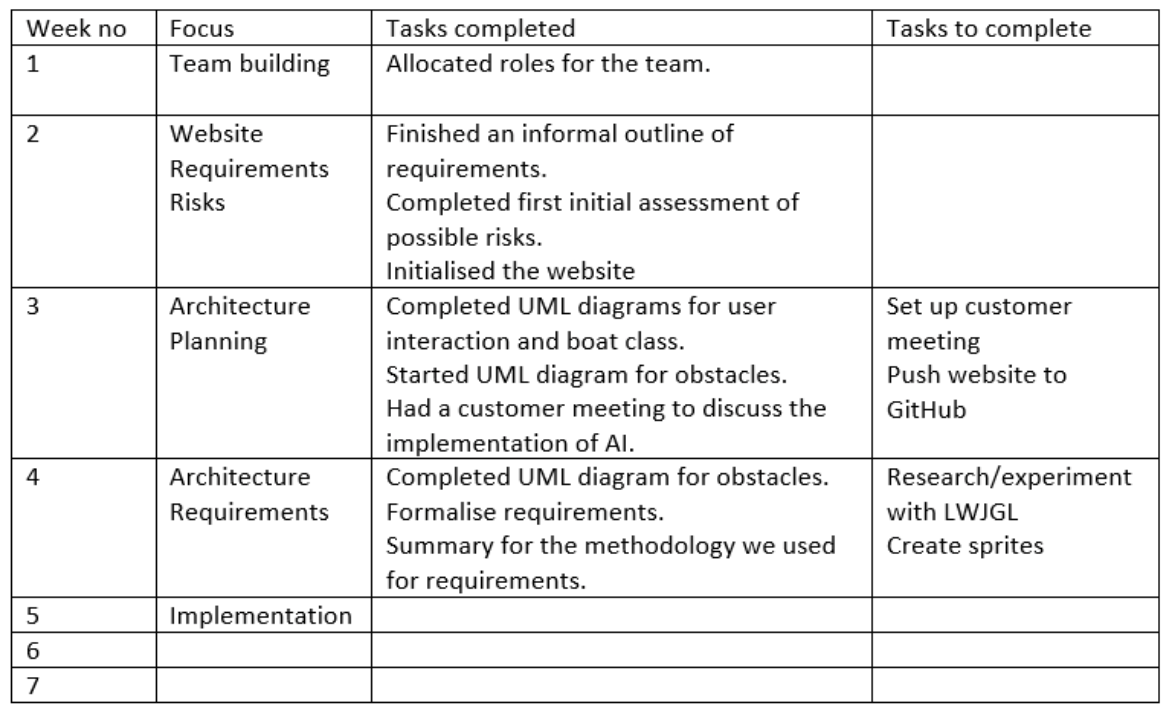 Week no Focus Tasks completed Tasks to complete
1 Team building Allocated roles for the team.
2 Website Finished an informal outline of
Requirements requirements.
Risks Completed first initial assessment of
possible risks.
Initialised the website
3 Architecture Completed UML diagrams for user Set up customer
Planning interaction and boat class. meeting
Started UML diagram for obstacles. Push website to
Had a customer meeting to discuss the GitHub
implementation of AI.
4 Architecture Completed UML diagram for obstacles. Research/experiment
Requirements Formalise requirements. with LWJGL
Summary for the methodology we used Create sprites
for requirements.
5 Implementation
6
7